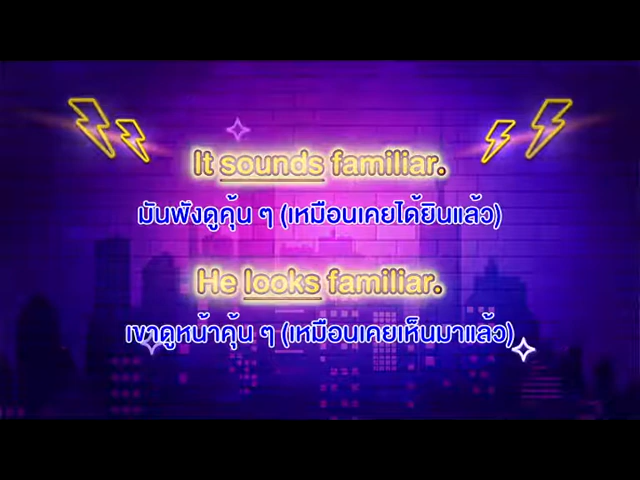 It sounds familiar.
มันฟังดูคุ้น ๆ (เหมือนเคยได้ยินแล้ว)
He looks familiar.
เขาดูหน้าคุ้น ๆ (เหมือนเคยเห็นมาแล้ว)